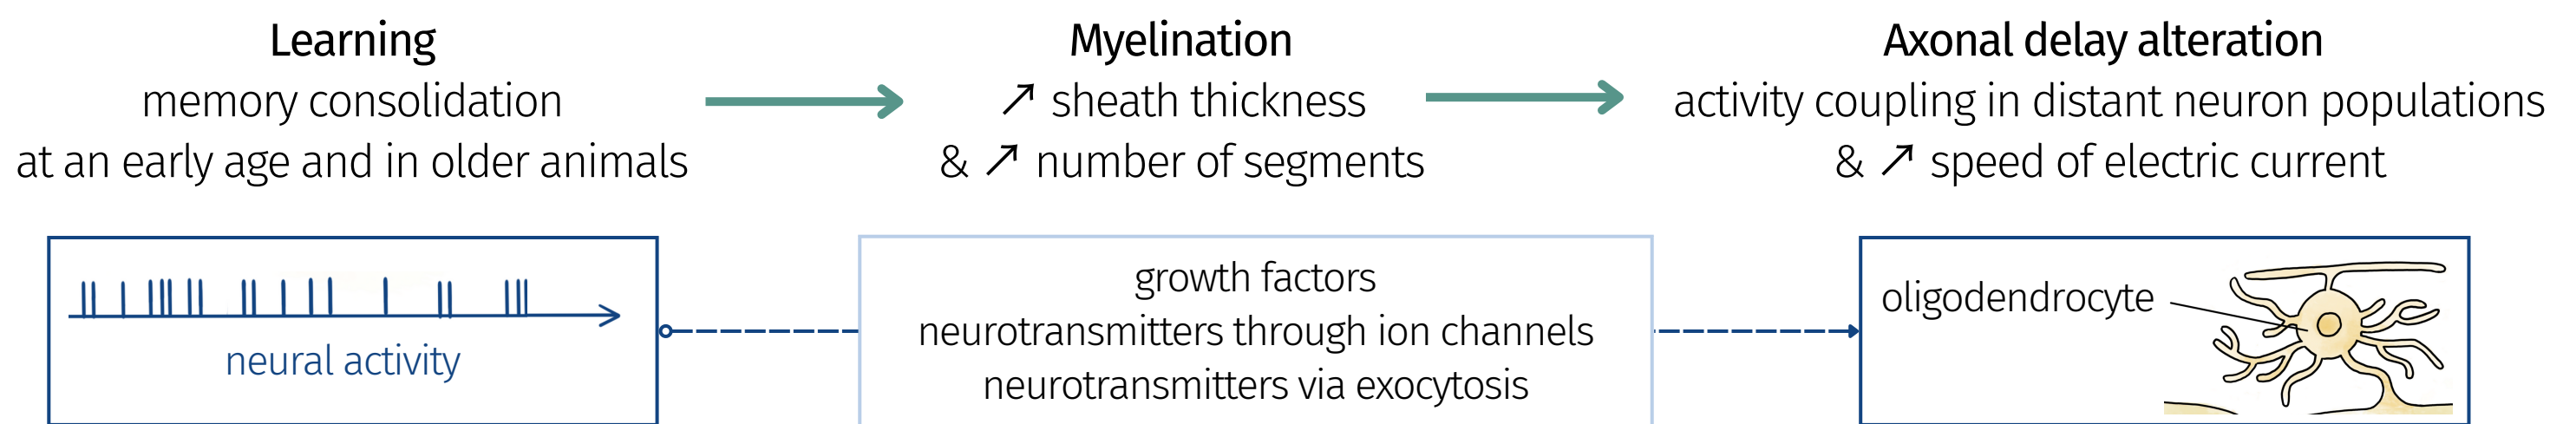 Learning
memory consolidation
at an early age and in older animals
Myelination
↗ sheath thickness
& ↗ number of segments
Axonal delay alteration
activity coupling in distant neuron populations
& ↗ speed of electric current
neural activity
growth factors
neurotransmitters through ion channels
neurotransmitters via exocytosis
oligodendrocyte